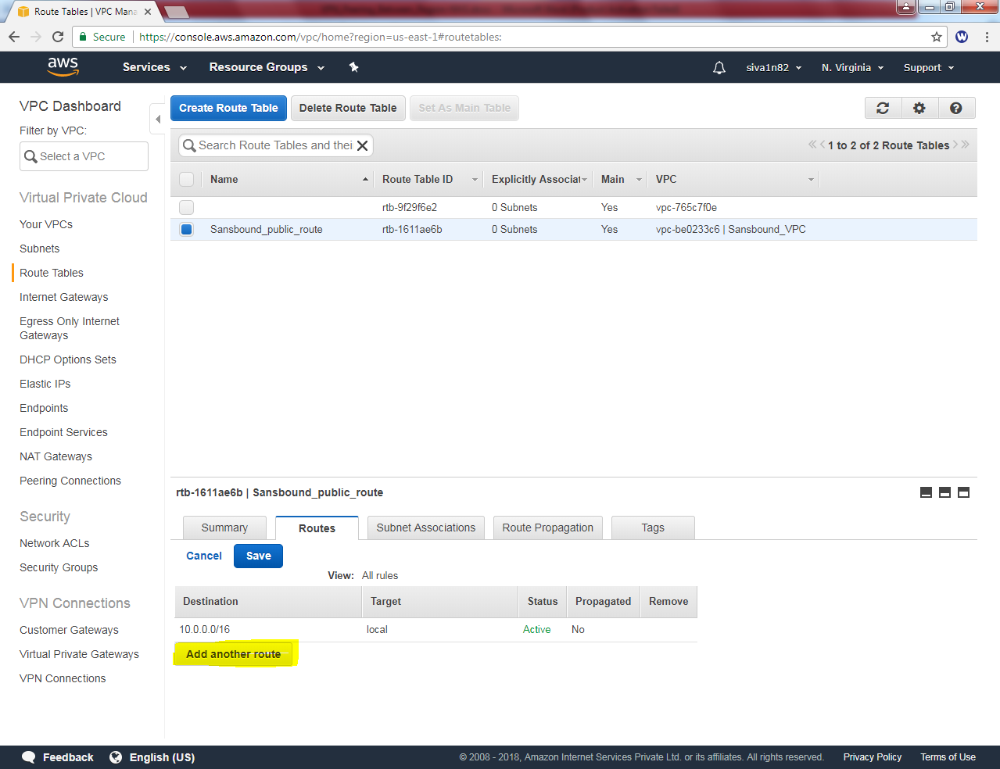 Route Tables | VPC Mana
Secure | https://console.aws.amazon.com/vpc/home?region=us-east-1#routetables:
W
aws Services Resource Groups siva1n82 N. Virginia Support
VPC Dashboard
Filter by VPC:
Select a VPC
Virtual Private Cloud
Your VPCs
Subnets
Route Tables
Internet Gateways
Egress Only Internet
Gateways
DHCP Options Sets
Elastic IPs
Endpoints
Endpoint Services
NAT Gateways
Peering Connections
Security
Network ACLs
Security Groups
VPN Connections
Customer Gateways
Virtual Private Gateways
VPN Connections
Create Route Table Delete Route Table Set As Main Table
Search Route Tables and thei
1 to 2 of 2 Route Tables
Name Route Table ID Explicitly Associat Main VPC
rtb-9f29f6e2 0 Subnets Yes vpc-765c7f0e
Sansbound_public_route rtb-1611ae6b 0 Subnets Yes vpc-be0233c6 | Sansbound_VPC
rtb-1611ae6b | Sansbound_public_route
Summary Routes Subnet Associations Route Propagation Tags
Cancel Save
View: All rules
Destination Target Status Propagated Remove
10.0.0.0/16 local Active No
Add another route
Feedback English (US) © 2008 - 2018, Amazon Internet Services Private Ltd. or its affiliates. All rights reserved. Privacy Policy Terms of Use